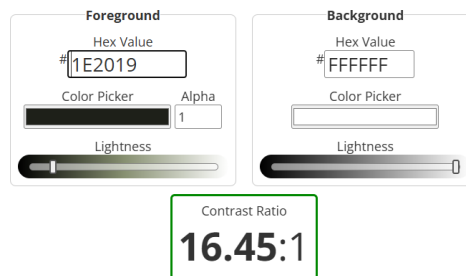 Foreground
Hex Value
# 1E2019
Color Picker Alpha
1
Lightness
Background
Hex Value
# FFFFFF
Color Picker
Lightness
Contrast Ratio
16.45:1